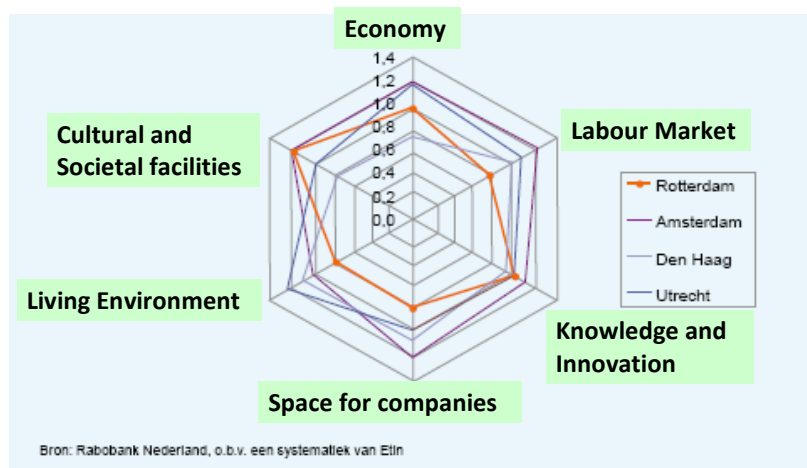 Economy
1,4
1,2
1,0
0,8
0,6
0,4
0,2
0,0
Labour Market
Cultural and
Societal facilities
Rotterdam
Amsterdam
Den Haag
Utrecht
Living Environment
Knowledge and
Innovation
Space for companies
Bron: Rabobank Nederland, o.b.v. een systematiek van Etin